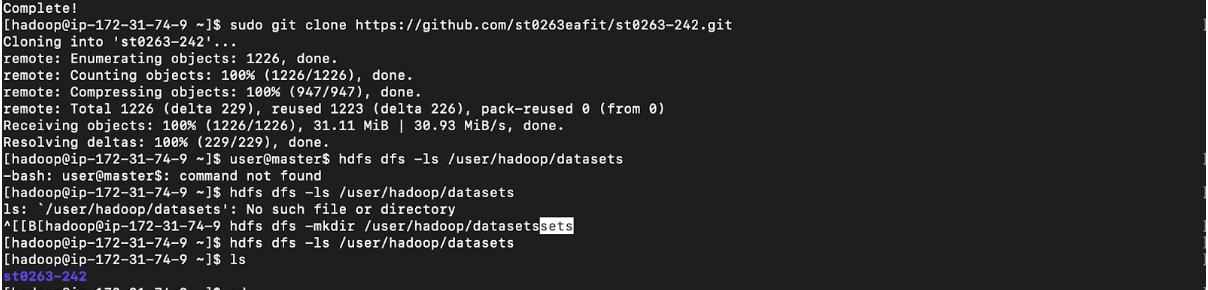 Complete!
[hadoop@ip-172-31-74-9 ~]$ sudo git clone https://github.com/st0263eafit/st0263-242.git
Cloning into 'st0263-242'...
remote: Enumerating objects: 1226, done.
remote: Counting objects: 100% (1226/1226), done.
remote: Compressing objects: 100% (947/947), done.
remote: Total 1226 (delta 229), reused 1223 (delta 226), pack-reused 0 (from 0)
Receiving objects: 100% (1226/1226), 31.11 MiB | 30.93 MiB/s, done.
Resolving deltas: 100% (229/229), done.
[hadoop@ip-172-31-74-9 ~]$ user@master$ hdfs dfs -ls /user/hadoop/datasets
-bash: user@master$: command not found
[hadoop@ip-172-31-74-9 ~]$ hdfs dfs -ls /user/hadoop/datasets
ls: `/user/hadoop/datasets': No such file or directory
^[[B[hadoop@ip-172-31-74-9 hdfs dfs -mkdir /user/hadoop/datasetssets
[hadoop@ip-172-31-74-9 ~]$ hdfs dfs -ls /user/hadoop/datasets
[hadoop@ip-172-31-74-9 ~]$ ls
st0263-242